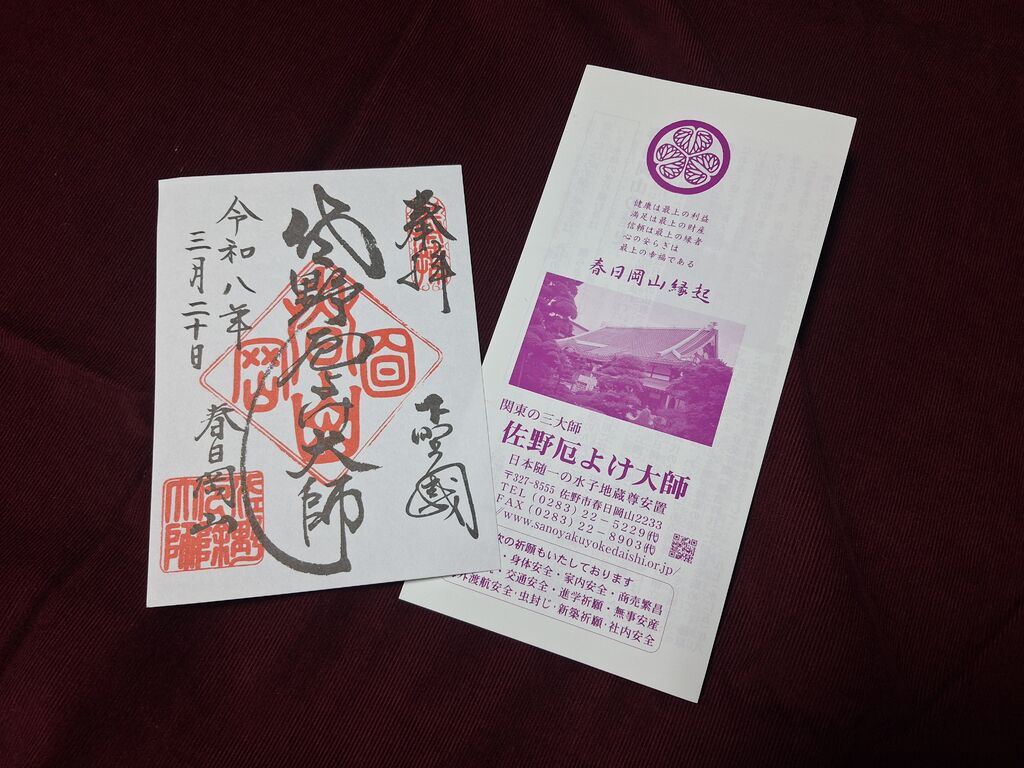 奉拝
下野國
佐野厄よけ大師
令和八年
三月二十日
春日岡山
健康は最上の利益
満足は最上の財産
信頼は最上の縁者
心の安らぎは
最上の幸福である
春日岡山縁起
関東の三大師
佐野厄よけ大師
日本随一の水子地蔵尊安置
〒327-8555 佐野市春日岡山2233
TEL (0283) 22-5229代
FAX (0283) 22-8903代
//www.sanoyakuyokedaishi.or.jp/
次の祈願もいたしております
・身体安全・家内安全・商売繁昌
・交通安全・進学祈願・無事安産
外渡航安全・虫封じ・新築祈願・社内安全